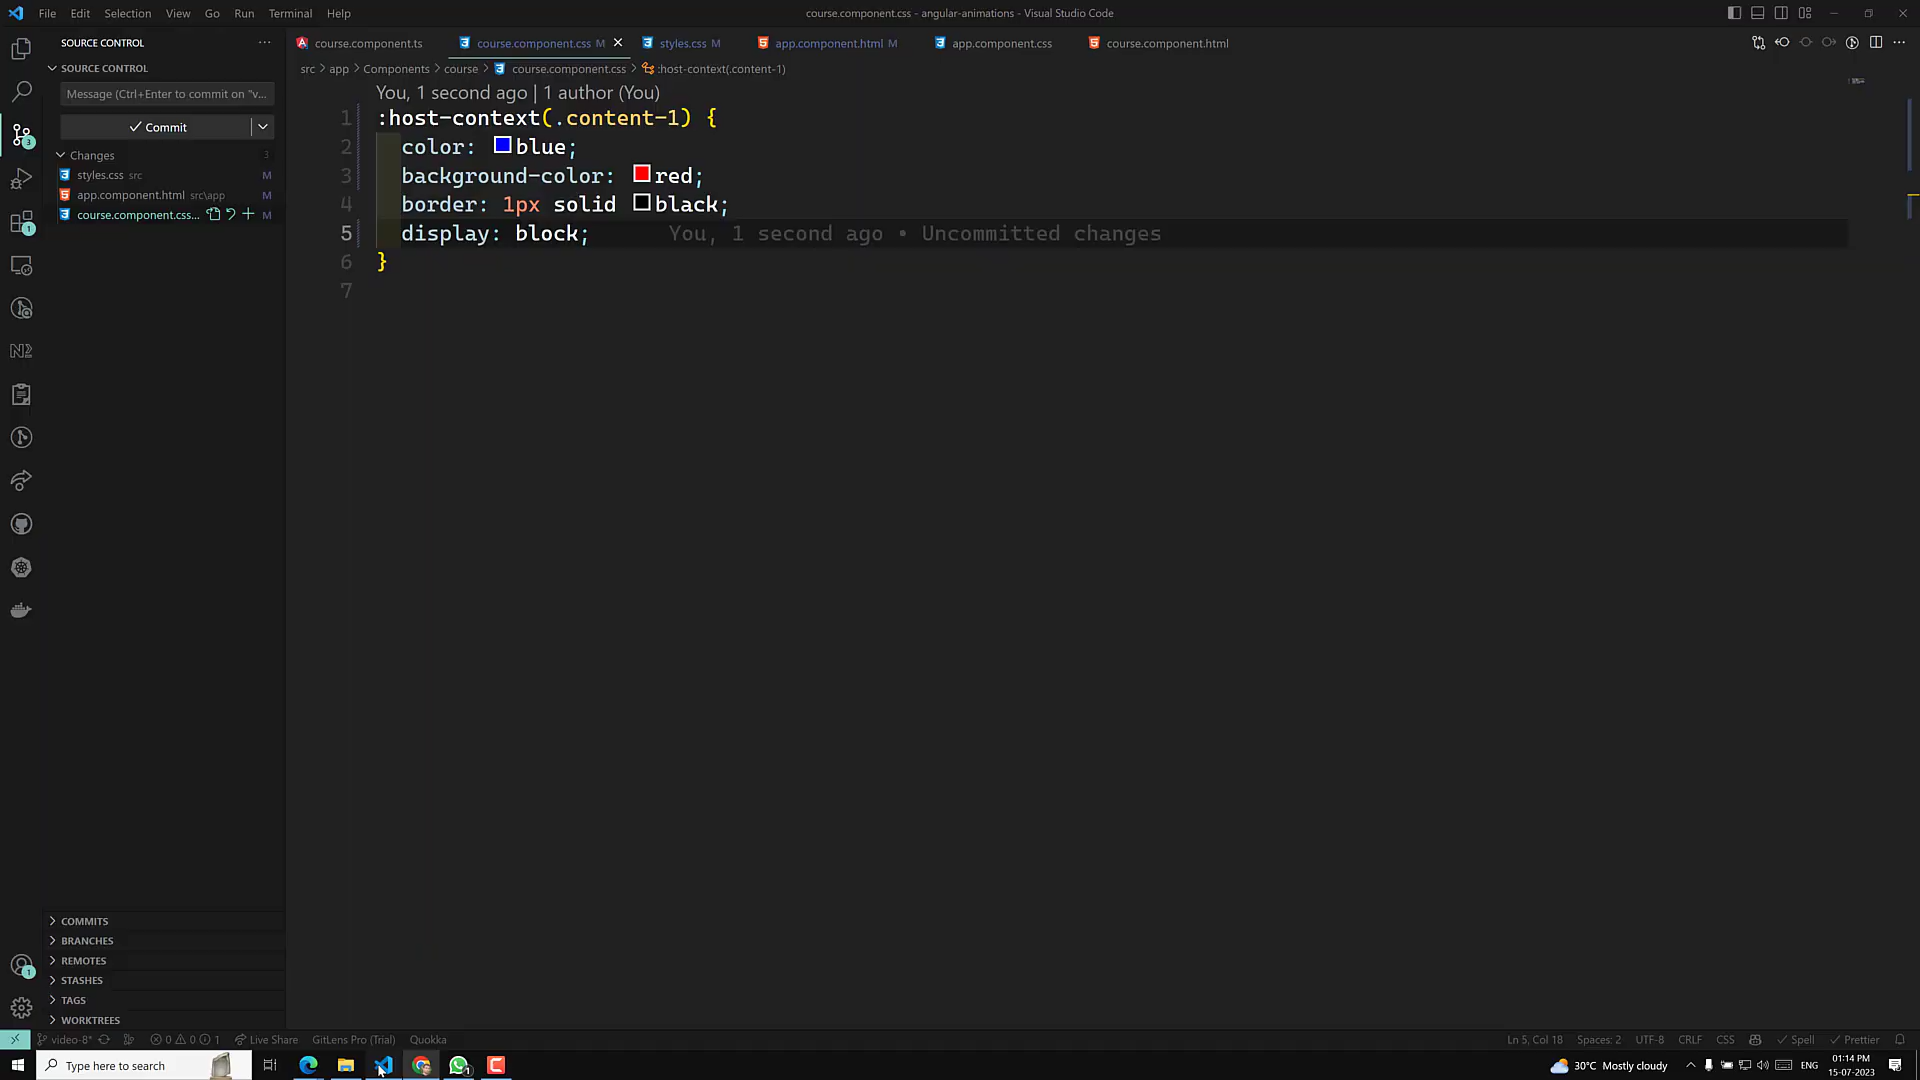 File Edit Selection View Go Run Terminal Help
course.component.css - angular-animations - Visual Studio Code
SOURCE CONTROL ···
course.component.ts
course.component.css M
styles.css M
app.component.html M
app.component.css
course.component.html
SOURCE CONTROL
src > app > Components > course > course.component.css > :host-context(.content-1)
Message (Ctrl+Enter to commit on "v...
You, 1 second ago | 1 author (You)
1 :host-context(.content-1) {
Commit
2 color: blue;
Changes 3
3 background-color: red;
styles.css src M
app.component.html src\app M
4 border: 1px solid black;
course.component.css... M
5 display: block; You, 1 second ago • Uncommitted changes
6 }
7
COMMITS
BRANCHES
REMOTES
STASHES
TAGS
WORKTREES
video-8* 0 0 1 Live Share GitLens Pro (Trial) Quokka
Ln 5, Col 18 Spaces: 2 UTF-8 CRLF CSS Spell Prettier
Type here to search
30°C Mostly cloudy
ENG
01:14 PM
15-07-2023